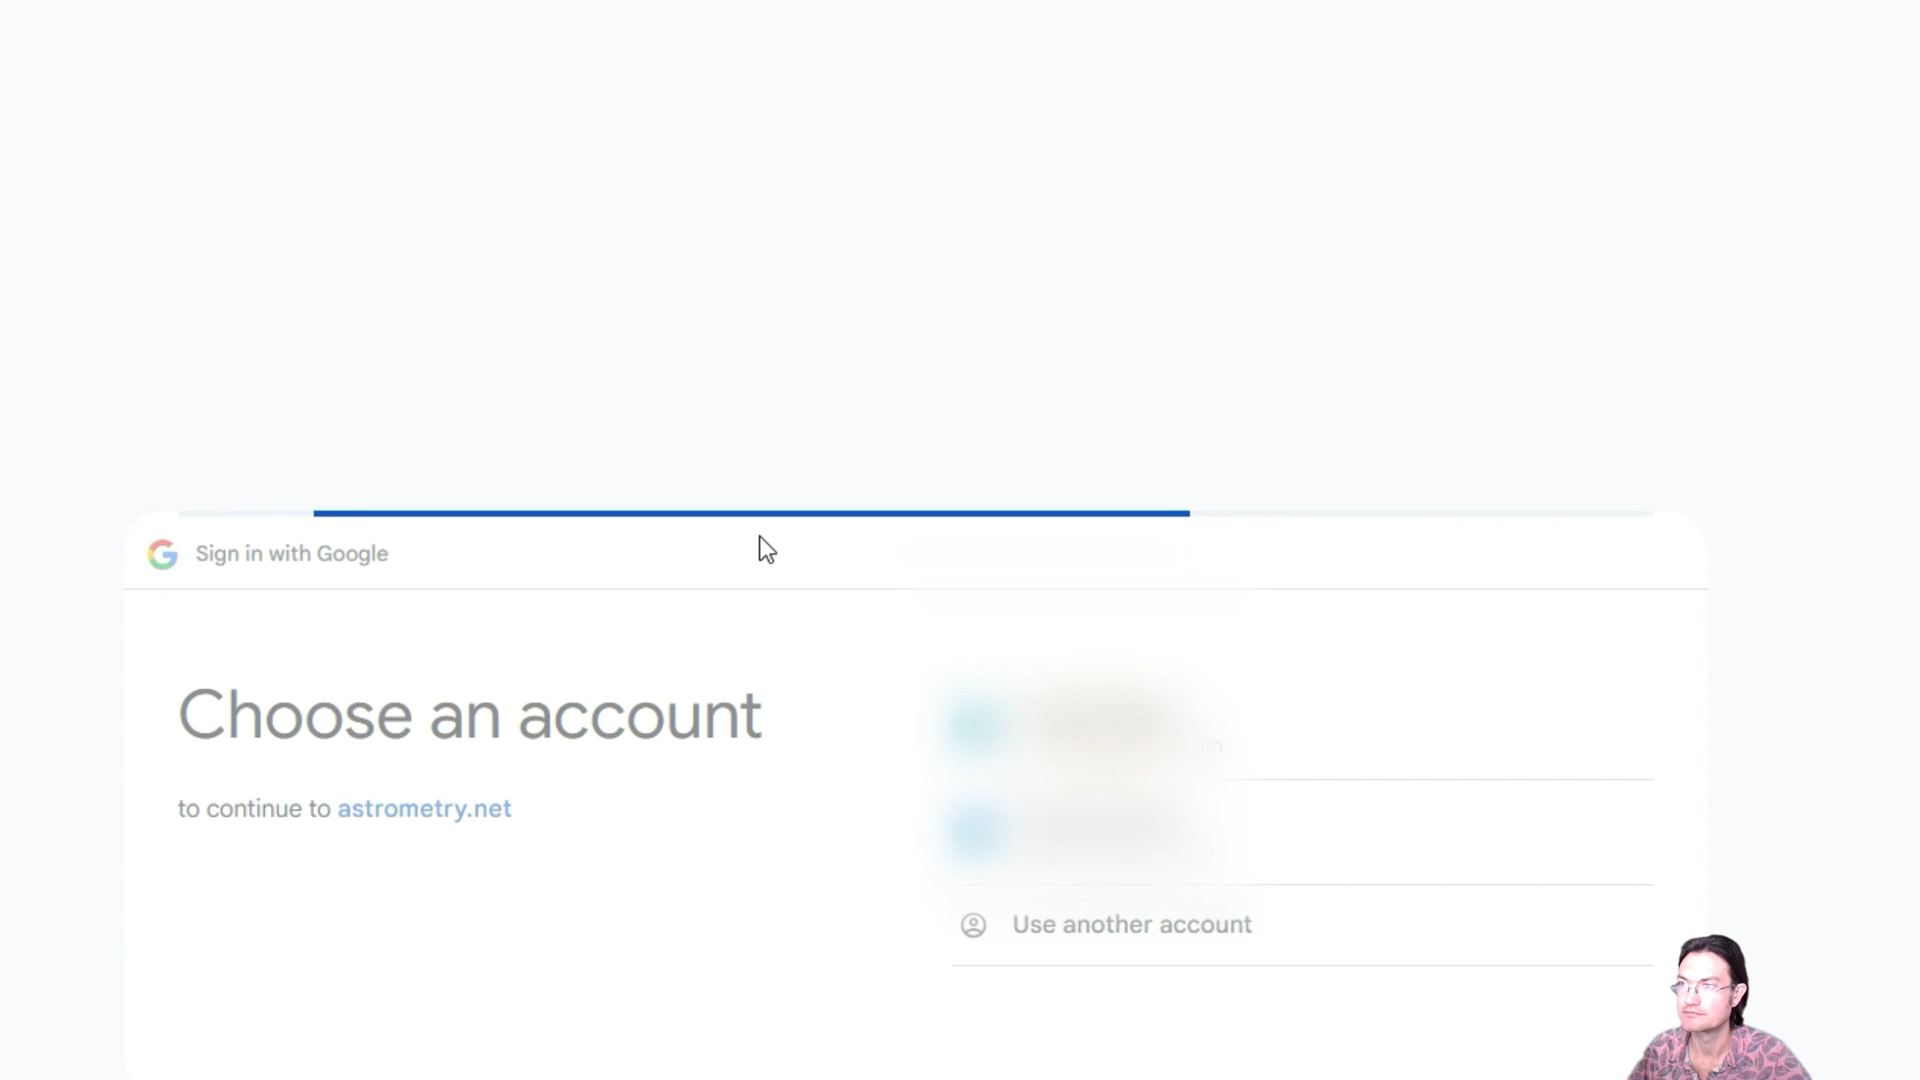 Sign in with Google
Choose an account
to continue to astrometry.net
Use another account